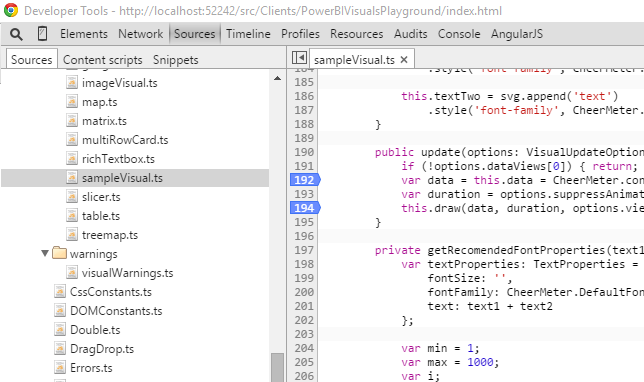 Developer Tools - http://localhost:52242/src/Clients/PowerBIVisualsPlayground/index.html
Elements Network Sources Timeline Profiles Resources Audits Console AngularJS
Sources Content scripts Snippets
imageVisual.ts
map.ts
matrix.ts
multiRowCard.ts
richTextbox.ts
sampleVisual.ts
slicer.ts
table.ts
treemap.ts
warnings
visualWarnings.ts
CssConstants.ts
DOMConstants.ts
Double.ts
DragDrop.ts
Errors.ts
sampleVisual.ts ×
184 .style('font-family', CheerMeter.
185
186 this.textTwo = svg.append('text')
187 .style('font-family', CheerMeter.
188 }
189
190 public update(options: VisualUpdateOption
191 if (!options.dataViews[0]) { return;
192 var data = this.data = CheerMeter.con
193 var duration = options.suppressAnimat
194 this.draw(data, duration, options.vie
195 }
196
197 private getRecomendedFontProperties(text1
198 var textProperties: TextProperties =
199 fontSize: '',
200 fontFamily: CheerMeter.DefaultFon
201 text: text1 + text2
202 };
203
204 var min = 1;
205 var max = 1000;
206 var i;